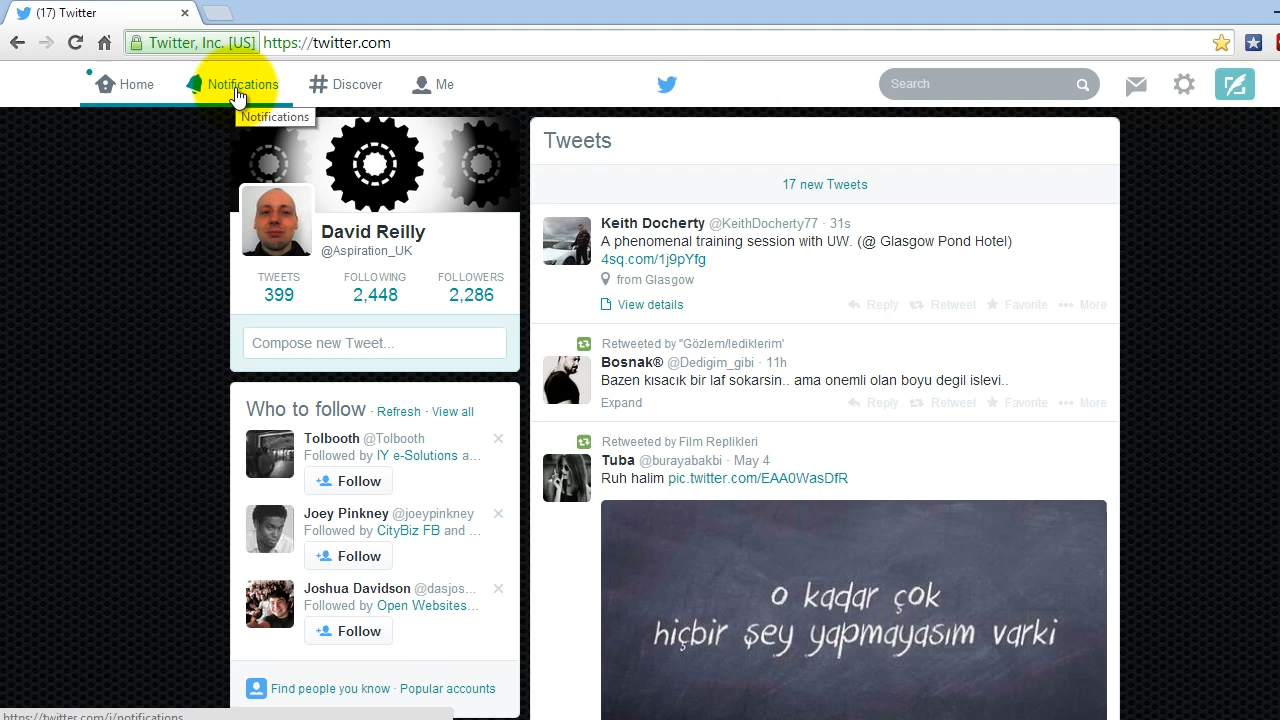 (17) Twitter
Twitter, Inc. [US] https://twitter.com
Home Notifications Discover Me Search
Notifications
David Reilly
@Aspiration_UK
TWEETS FOLLOWING FOLLOWERS
399 2,448 2,286
Compose new Tweet...
Who to follow · Refresh · View all
Tolbooth @Tolbooth
Followed by IY e-Solutions a...
Follow
Joey Pinkney @joeypinkney
Followed by CityBiz FB and ...
Follow
Joshua Davidson @dasjos...
Followed by Open Websites...
Follow
Find people you know · Popular accounts
https://twitter.com/i/notifications
Tweets
17 new Tweets
Keith Docherty @KeithDocherty77 · 31s
A phenomenal training session with UW. (@ Glasgow Pond Hotel)
4sq.com/1j9pYfg
from Glasgow
View details Reply Retweet Favorite More
Retweeted by "Gözlem/lediklerim'
Bosnak® @Dedigim_gibi · 11h
Bazen kısacık bir laf sokarsin.. ama onemli olan boyu degil islevi..
Expand Reply Retweet Favorite More
Retweeted by Film Replikleri
Tuba @burayabakbi · May 4
Ruh halim pic.twitter.com/EAA0WasDfR
o kadar çok
hiçbir şey yapmayasım varki